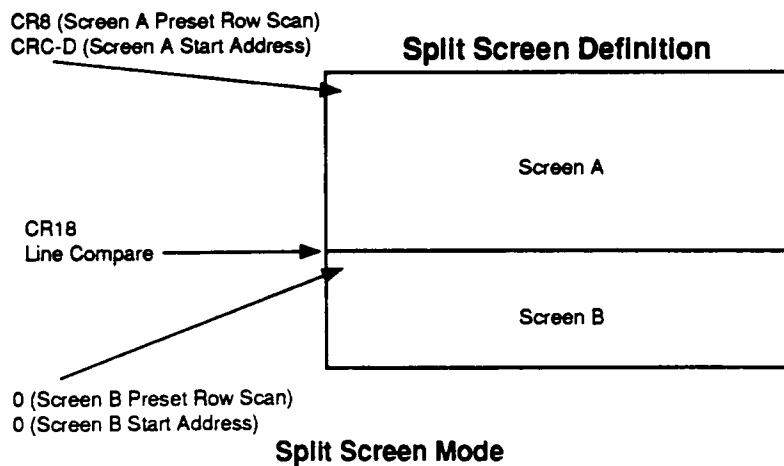 CR8 (Screen A Preset Row Scan)
CRC-D (Screen A Start Address)
Split Screen Definition
Screen A
CR18
Line Compare
Screen B
0 (Screen B Preset Row Scan)
0 (Screen B Start Address)
Split Screen Mode